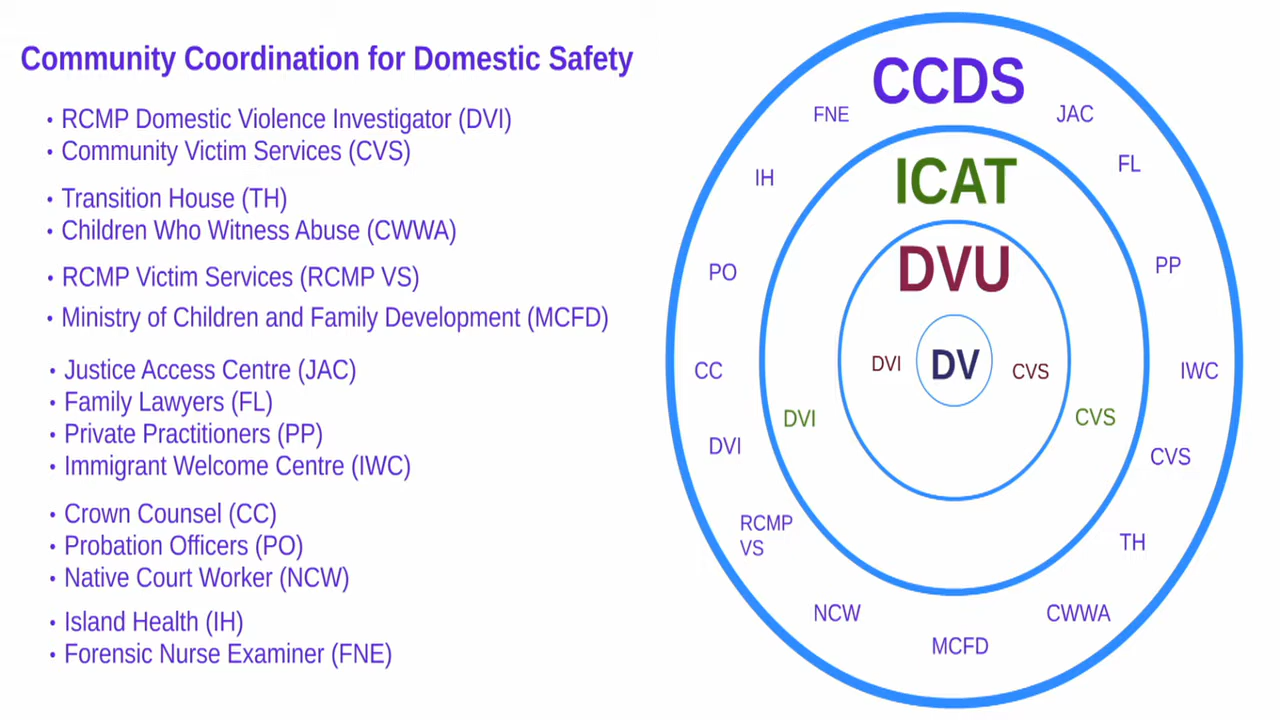 Community Coordination for Domestic Safety
• RCMP Domestic Violence Investigator (DVI)
• Community Victim Services (CVS)
• Transition House (TH)
• Children Who Witness Abuse (CWWA)
• RCMP Victim Services (RCMP VS)
• Ministry of Children and Family Development (MCFD)
• Justice Access Centre (JAC)
• Family Lawyers (FL)
• Private Practitioners (PP)
• Immigrant Welcome Centre (IWC)
• Crown Counsel (CC)
• Probation Officers (PO)
• Native Court Worker (NCW)
• Island Health (IH)
• Forensic Nurse Examiner (FNE)
CCDS
FNE
JAC
IH
FL
PO
PP
CC
IWC
DVI
CVS
RCMP
VS
TH
NCW
CWWA
MCFD
ICAT
DVI
CVS
DVU
DVI
CVS
DV